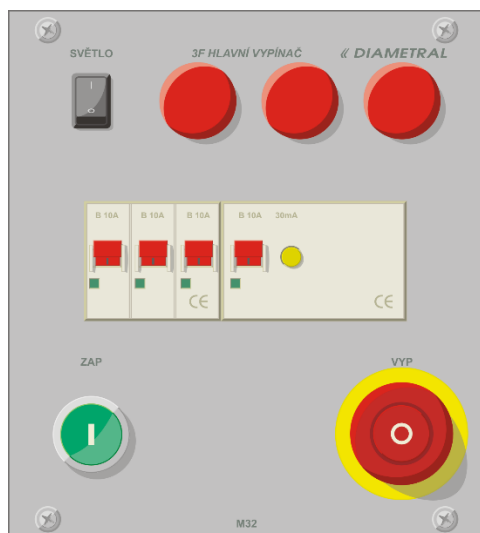 SVĚTLO
3F HLAVNÍ VYPÍNAČ
DIAMETRAL
I
O
B 10A
B 10A
B 10A
B 10A
30mA
CE
CE
ZAP
VYP
I
O
M32